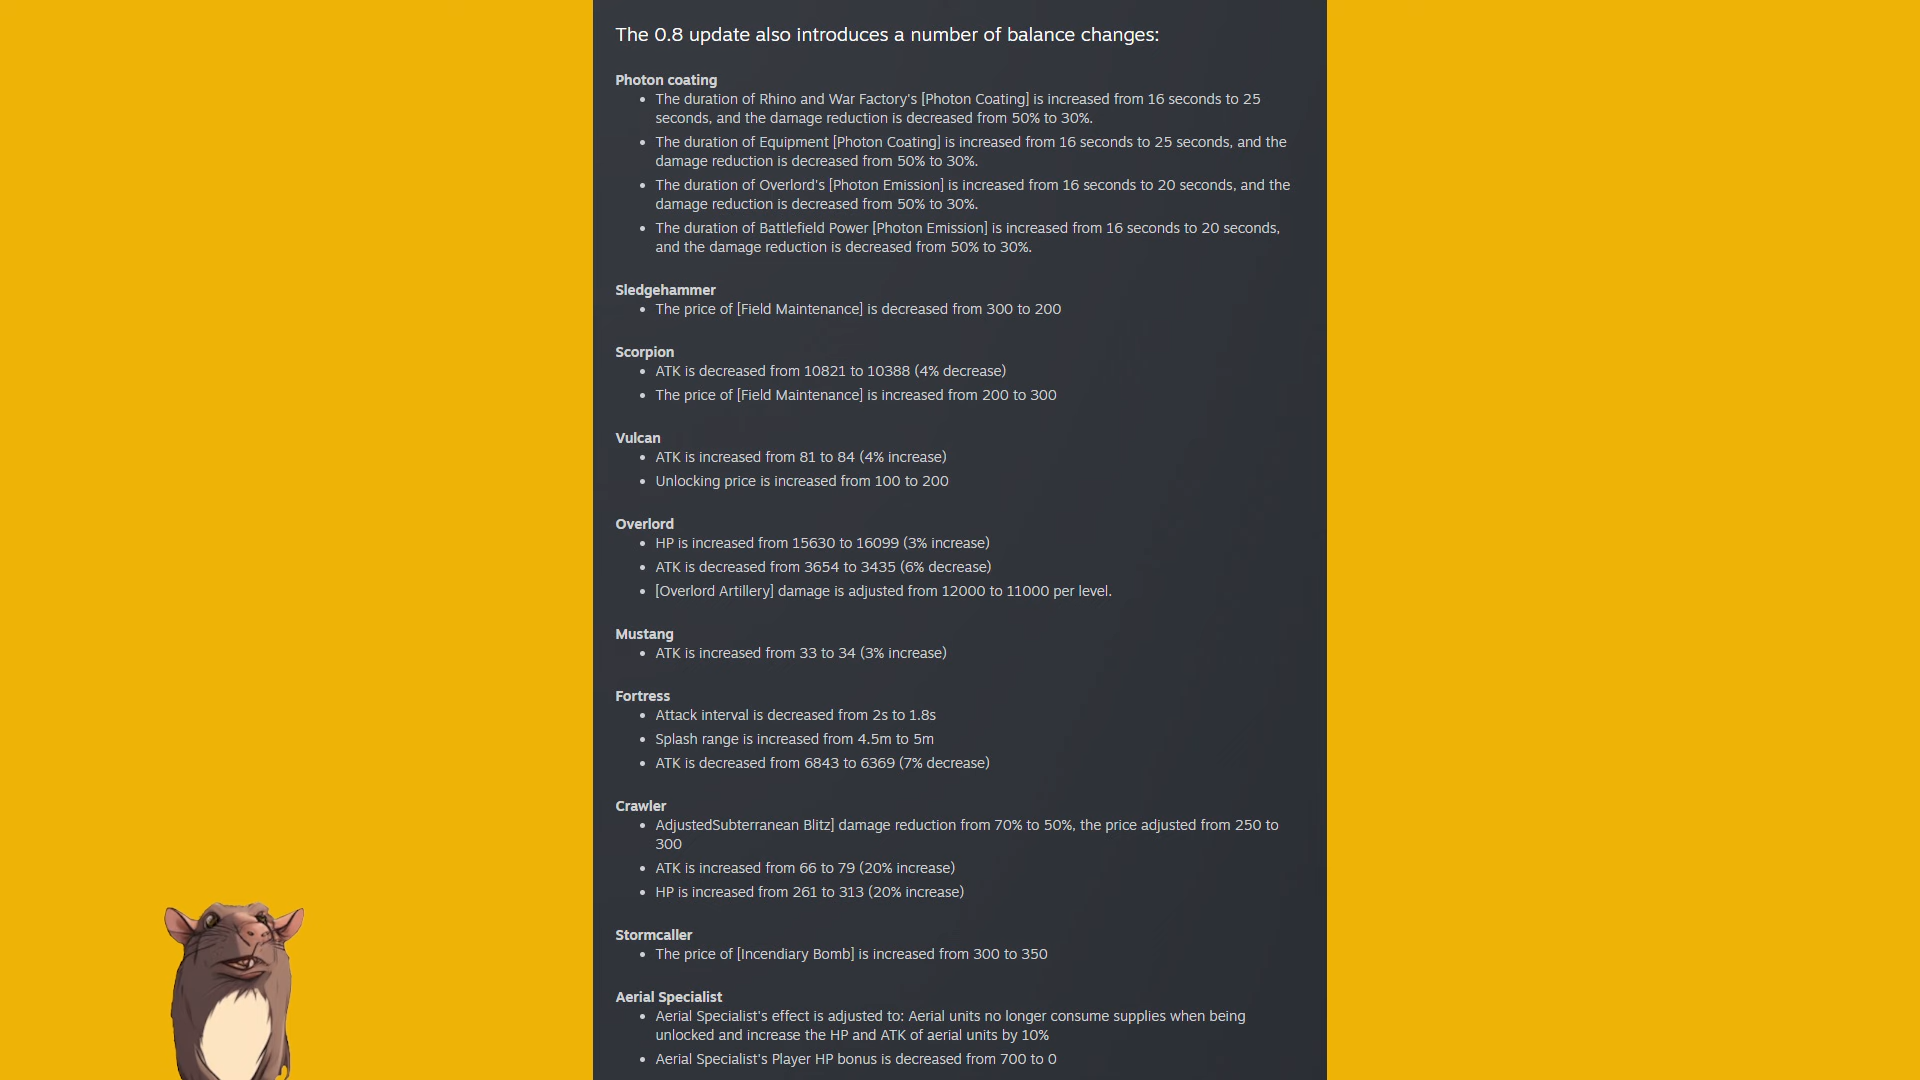 The 0.8 update also introduces a number of balance changes:
Photon coating
• The duration of Rhino and War Factory's [Photon Coating] is increased from 16 seconds to 25
seconds, and the damage reduction is decreased from 50% to 30%.
• The duration of Equipment [Photon Coating] is increased from 16 seconds to 25 seconds, and the
damage reduction is decreased from 50% to 30%.
• The duration of Overlord's [Photon Emission] is increased from 16 seconds to 20 seconds, and the
damage reduction is decreased from 50% to 30%.
• The duration of Battlefield Power [Photon Emission] is increased from 16 seconds to 20 seconds,
and the damage reduction is decreased from 50% to 30%.
Sledgehammer
• The price of [Field Maintenance] is decreased from 300 to 200
Scorpion
• ATK is decreased from 10821 to 10388 (4% decrease)
• The price of [Field Maintenance] is increased from 200 to 300
Vulcan
• ATK is increased from 81 to 84 (4% increase)
• Unlocking price is increased from 100 to 200
Overlord
• HP is increased from 15630 to 16099 (3% increase)
• ATK is decreased from 3654 to 3435 (6% decrease)
• [Overlord Artillery] damage is adjusted from 12000 to 11000 per level.
Mustang
• ATK is increased from 33 to 34 (3% increase)
Fortress
• Attack interval is decreased from 2s to 1.8s
• Splash range is increased from 4.5m to 5m
• ATK is decreased from 6843 to 6369 (7% decrease)
Crawler
• AdjustedSubterranean Blitz] damage reduction from 70% to 50%, the price adjusted from 250 to
300
• ATK is increased from 66 to 79 (20% increase)
• HP is increased from 261 to 313 (20% increase)
Stormcaller
• The price of [Incendiary Bomb] is increased from 300 to 350
Aerial Specialist
• Aerial Specialist's effect is adjusted to: Aerial units no longer consume supplies when being
unlocked and increase the HP and ATK of aerial units by 10%
• Aerial Specialist's Player HP bonus is decreased from 700 to 0